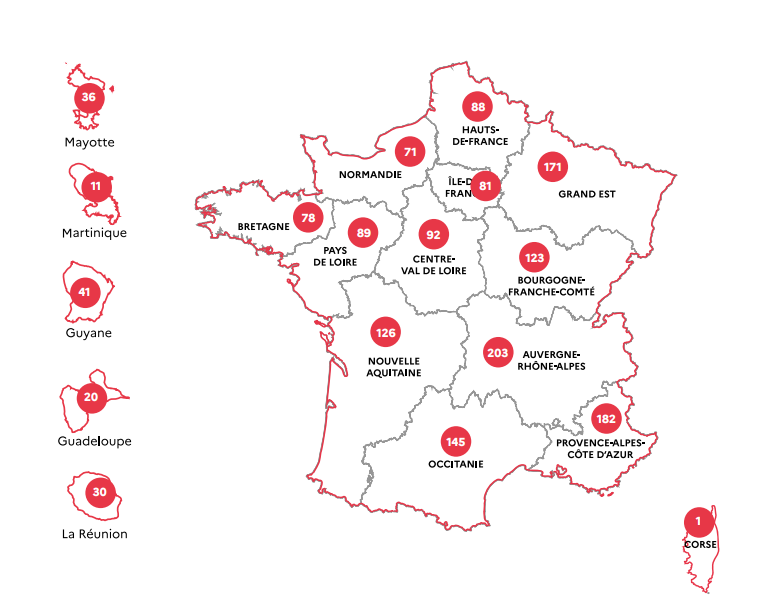 36
Mayotte
11
Martinique
41
Guyane
20
Guadeloupe
30
La Réunion
88
HAUTS-
DE-FRANCE
71
NORMANDIE
ÎLE-D
FRAN
81
171
GRAND EST
78
BRETAGNE
89
PAYS
DE LOIRE
92
CENTRE-
VAL DE LOIRE
123
BOURGOGNE-
FRANCHE-COMTÉ
126
NOUVELLE
AQUITAINE
203
AUVERGNE-
RHÔNE-ALPES
182
PROVENCE-ALPES-
CÔTE D'AZUR
145
OCCITANIE
1
CORSE